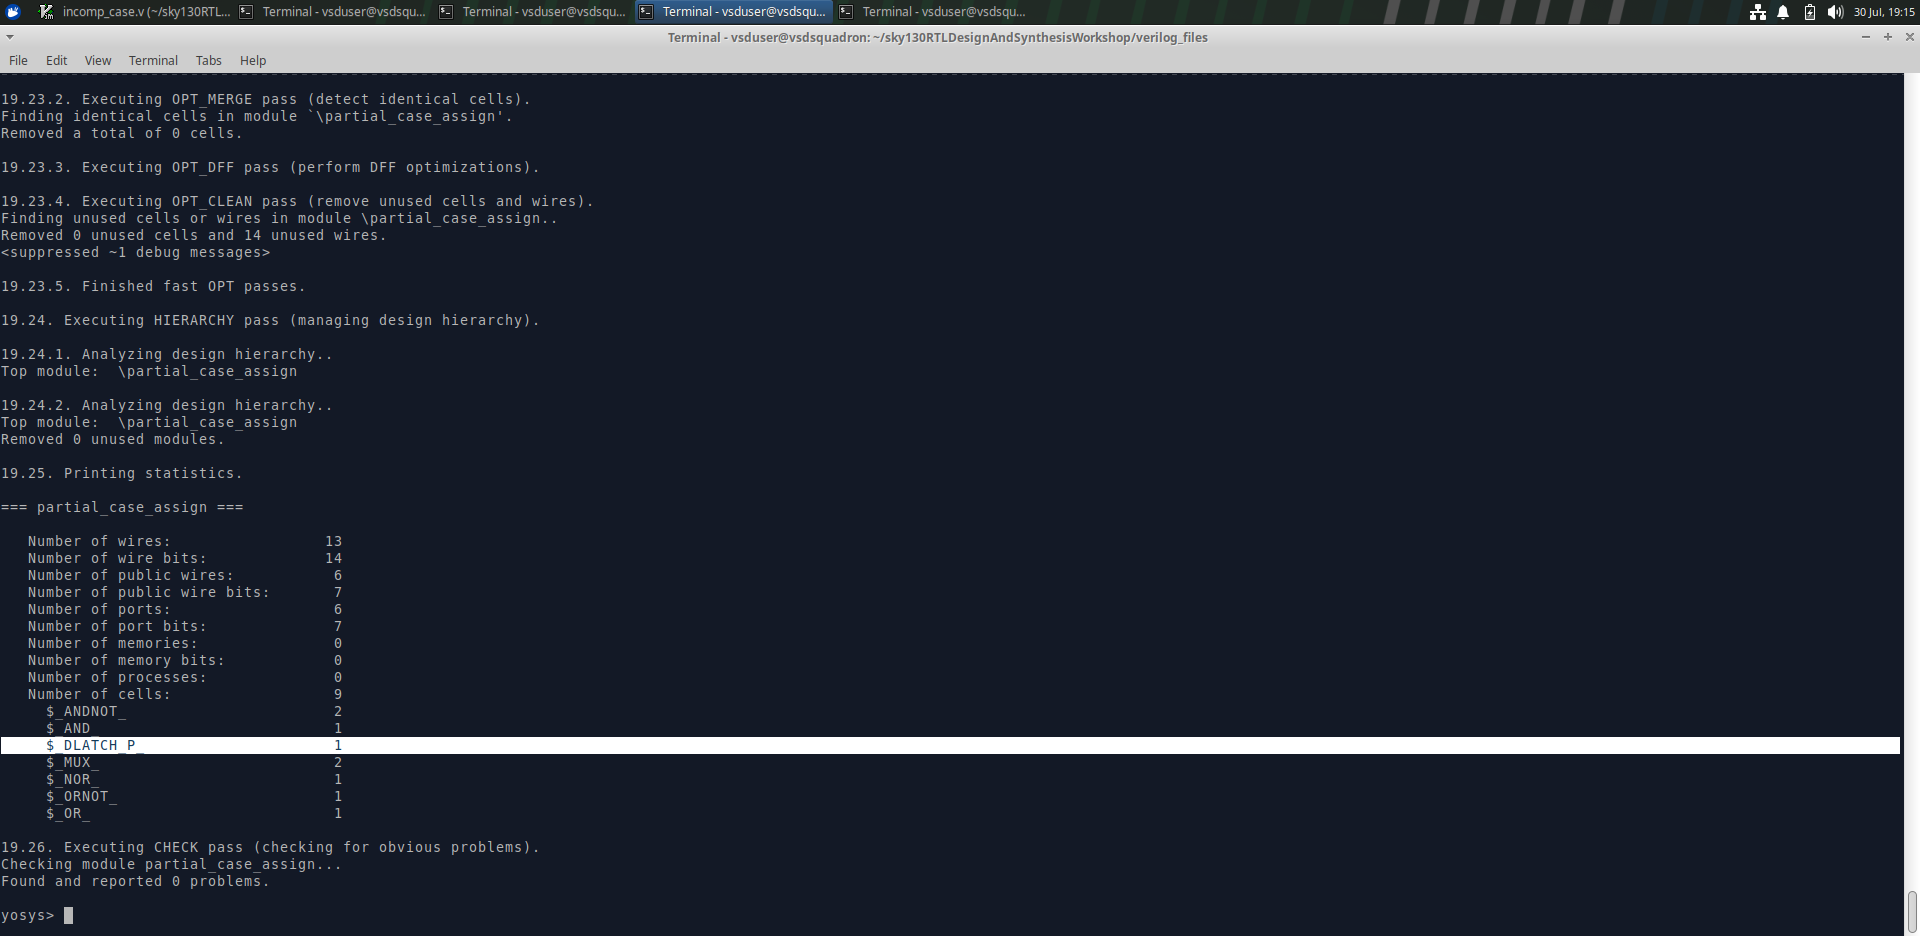 incomp_case.v (~/sky130RTL...
Terminal - vsduser@vsdsqu...
Terminal - vsduser@vsdsqu...
Terminal - vsduser@vsdsqu...
Terminal - vsduser@vsdsqu...
30 Jul, 19:15
Terminal - vsduser@vsdsquadron: ~/sky130RTLDesignAndSynthesisWorkshop/verilog_files
File Edit View Terminal Tabs Help
19.23.2. Executing OPT_MERGE pass (detect identical cells).
Finding identical cells in module `\partial_case_assign'.
Removed a total of 0 cells.
19.23.3. Executing OPT_DFF pass (perform DFF optimizations).
19.23.4. Executing OPT_CLEAN pass (remove unused cells and wires).
Finding unused cells or wires in module \partial_case_assign..
Removed 0 unused cells and 14 unused wires.
<suppressed ~1 debug messages>
19.23.5. Finished fast OPT passes.
19.24. Executing HIERARCHY pass (managing design hierarchy).
19.24.1. Analyzing design hierarchy..
Top module:  \partial_case_assign
19.24.2. Analyzing design hierarchy..
Top module:  \partial_case_assign
Removed 0 unused modules.
19.25. Printing statistics.
=== partial_case_assign ===
Number of wires: 13
Number of wire bits: 14
Number of public wires: 6
Number of public wire bits: 7
Number of ports: 6
Number of port bits: 7
Number of memories: 0
Number of memory bits: 0
Number of processes: 0
Number of cells: 9
$_ANDNOT_ 2
$_AND_ 1
$_DLATCH_P_ 1
$_MUX_ 2
$_NOR_ 1
$_ORNOT_ 1
$_OR_ 1
19.26. Executing CHECK pass (checking for obvious problems).
Checking module partial_case_assign...
Found and reported 0 problems.
yosys>